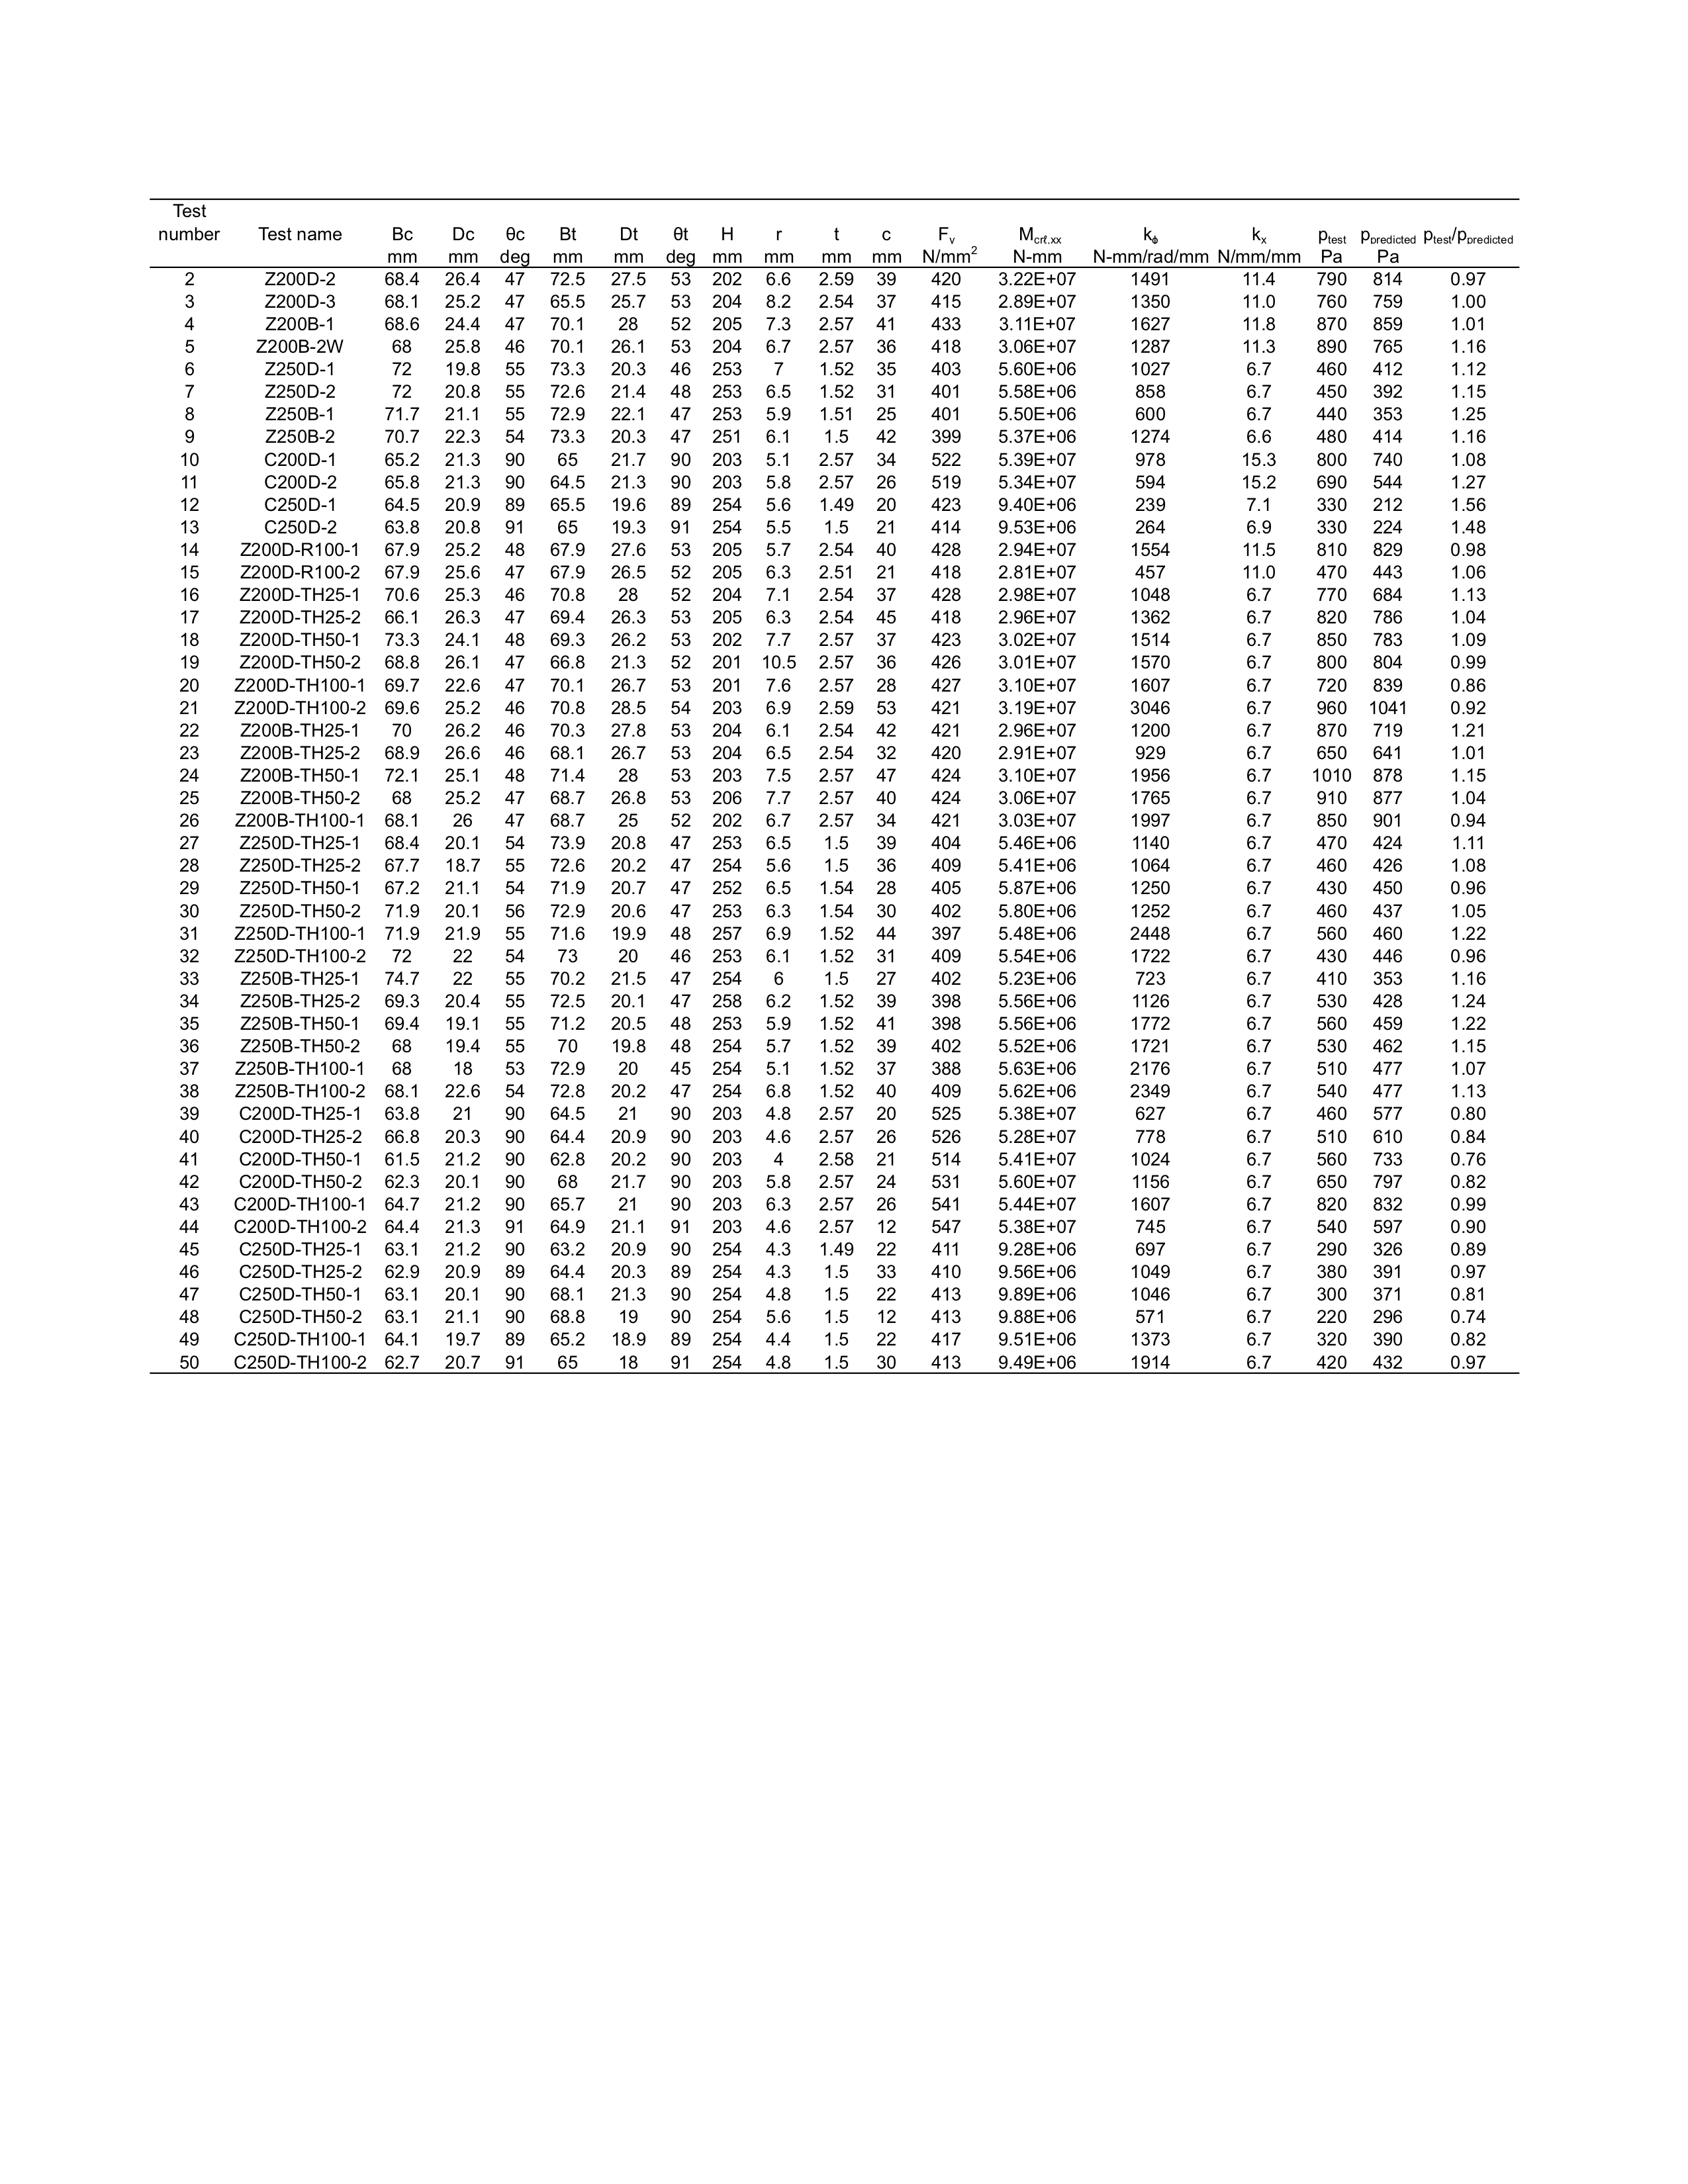 Test
number Test name Bc Dc θc Bt Dt θt H r t c Fy Mcrℓ,xx kϕ kx ptest ppredicted ptest/ppredicted
mm mm deg mm mm deg mm mm mm mm N/mm² N-mm N-mm/rad/mm N/mm/mm Pa Pa
2 Z200D-2 68.4 26.4 47 72.5 27.5 53 202 6.6 2.59 39 420 3.22E+07 1491 11.4 790 814 0.97
3 Z200D-3 68.1 25.2 47 65.5 25.7 53 204 8.2 2.54 37 415 2.89E+07 1350 11.0 760 759 1.00
4 Z200B-1 68.6 24.4 47 70.1 28 52 205 7.3 2.57 41 433 3.11E+07 1627 11.8 870 859 1.01
5 Z200B-2W 68 25.8 46 70.1 26.1 53 204 6.7 2.57 36 418 3.06E+07 1287 11.3 890 765 1.16
6 Z250D-1 72 19.8 55 73.3 20.3 46 253 7 1.52 35 403 5.60E+06 1027 6.7 460 412 1.12
7 Z250D-2 72 20.8 55 72.6 21.4 48 253 6.5 1.52 31 401 5.58E+06 858 6.7 450 392 1.15
8 Z250B-1 71.7 21.1 55 72.9 22.1 47 253 5.9 1.51 25 401 5.50E+06 600 6.7 440 353 1.25
9 Z250B-2 70.7 22.3 54 73.3 20.3 47 251 6.1 1.5 42 399 5.37E+06 1274 6.6 480 414 1.16
10 C200D-1 65.2 21.3 90 65 21.7 90 203 5.1 2.57 34 522 5.39E+07 978 15.3 800 740 1.08
11 C200D-2 65.8 21.3 90 64.5 21.3 90 203 5.8 2.57 26 519 5.34E+07 594 15.2 690 544 1.27
12 C250D-1 64.5 20.9 89 65.5 19.6 89 254 5.6 1.49 20 423 9.40E+06 239 7.1 330 212 1.56
13 C250D-2 63.8 20.8 91 65 19.3 91 254 5.5 1.5 21 414 9.53E+06 264 6.9 330 224 1.48
14 Z200D-R100-1 67.9 25.2 48 67.9 27.6 53 205 5.7 2.54 40 428 2.94E+07 1554 11.5 810 829 0.98
15 Z200D-R100-2 67.9 25.6 47 67.9 26.5 52 205 6.3 2.51 21 418 2.81E+07 457 11.0 470 443 1.06
16 Z200D-TH25-1 70.6 25.3 46 70.8 28 52 204 7.1 2.54 37 428 2.98E+07 1048 6.7 770 684 1.13
17 Z200D-TH25-2 66.1 26.3 47 69.4 26.3 53 205 6.3 2.54 45 418 2.96E+07 1362 6.7 820 786 1.04
18 Z200D-TH50-1 73.3 24.1 48 69.3 26.2 53 202 7.7 2.57 37 423 3.02E+07 1514 6.7 850 783 1.09
19 Z200D-TH50-2 68.8 26.1 47 66.8 21.3 52 201 10.5 2.57 36 426 3.01E+07 1570 6.7 800 804 0.99
20 Z200D-TH100-1 69.7 22.6 47 70.1 26.7 53 201 7.6 2.57 28 427 3.10E+07 1607 6.7 720 839 0.86
21 Z200D-TH100-2 69.6 25.2 46 70.8 28.5 54 203 6.9 2.59 53 421 3.19E+07 3046 6.7 960 1041 0.92
22 Z200B-TH25-1 70 26.2 46 70.3 27.8 53 204 6.1 2.54 42 421 2.96E+07 1200 6.7 870 719 1.21
23 Z200B-TH25-2 68.9 26.6 46 68.1 26.7 53 204 6.5 2.54 32 420 2.91E+07 929 6.7 650 641 1.01
24 Z200B-TH50-1 72.1 25.1 48 71.4 28 53 203 7.5 2.57 47 424 3.10E+07 1956 6.7 1010 878 1.15
25 Z200B-TH50-2 68 25.2 47 68.7 26.8 53 206 7.7 2.57 40 424 3.06E+07 1765 6.7 910 877 1.04
26 Z200B-TH100-1 68.1 26 47 68.7 25 52 202 6.7 2.57 34 421 3.03E+07 1997 6.7 850 901 0.94
27 Z250D-TH25-1 68.4 20.1 54 73.9 20.8 47 253 6.5 1.5 39 404 5.46E+06 1140 6.7 470 424 1.11
28 Z250D-TH25-2 67.7 18.7 55 72.6 20.2 47 254 5.6 1.5 36 409 5.41E+06 1064 6.7 460 426 1.08
29 Z250D-TH50-1 67.2 21.1 54 71.9 20.7 47 252 6.5 1.54 28 405 5.87E+06 1250 6.7 430 450 0.96
30 Z250D-TH50-2 71.9 20.1 56 72.9 20.6 47 253 6.3 1.54 30 402 5.80E+06 1252 6.7 460 437 1.05
31 Z250D-TH100-1 71.9 21.9 55 71.6 19.9 48 257 6.9 1.52 44 397 5.48E+06 2448 6.7 560 460 1.22
32 Z250D-TH100-2 72 22 54 73 20 46 253 6.1 1.52 31 409 5.54E+06 1722 6.7 430 446 0.96
33 Z250B-TH25-1 74.7 22 55 70.2 21.5 47 254 6 1.5 27 402 5.23E+06 723 6.7 410 353 1.16
34 Z250B-TH25-2 69.3 20.4 55 72.5 20.1 47 258 6.2 1.52 39 398 5.56E+06 1126 6.7 530 428 1.24
35 Z250B-TH50-1 69.4 19.1 55 71.2 20.5 48 253 5.9 1.52 41 398 5.56E+06 1772 6.7 560 459 1.22
36 Z250B-TH50-2 68 19.4 55 70 19.8 48 254 5.7 1.52 39 402 5.52E+06 1721 6.7 530 462 1.15
37 Z250B-TH100-1 68 18 53 72.9 20 45 254 5.1 1.52 37 388 5.63E+06 2176 6.7 510 477 1.07
38 Z250B-TH100-2 68.1 22.6 54 72.8 20.2 47 254 6.8 1.52 40 409 5.62E+06 2349 6.7 540 477 1.13
39 C200D-TH25-1 63.8 21 90 64.5 21 90 203 4.8 2.57 20 525 5.38E+07 627 6.7 460 577 0.80
40 C200D-TH25-2 66.8 20.3 90 64.4 20.9 90 203 4.6 2.57 26 526 5.28E+07 778 6.7 510 610 0.84
41 C200D-TH50-1 61.5 21.2 90 62.8 20.2 90 203 4 2.58 21 514 5.41E+07 1024 6.7 560 733 0.76
42 C200D-TH50-2 62.3 20.1 90 68 21.7 90 203 5.8 2.57 24 531 5.60E+07 1156 6.7 650 797 0.82
43 C200D-TH100-1 64.7 21.2 90 65.7 21 90 203 6.3 2.57 26 541 5.44E+07 1607 6.7 820 832 0.99
44 C200D-TH100-2 64.4 21.3 91 64.9 21.1 91 203 4.6 2.57 12 547 5.38E+07 745 6.7 540 597 0.90
45 C250D-TH25-1 63.1 21.2 90 63.2 20.9 90 254 4.3 1.49 22 411 9.28E+06 697 6.7 290 326 0.89
46 C250D-TH25-2 62.9 20.9 89 64.4 20.3 89 254 4.3 1.5 33 410 9.56E+06 1049 6.7 380 391 0.97
47 C250D-TH50-1 63.1 20.1 90 68.1 21.3 90 254 4.8 1.5 22 413 9.89E+06 1046 6.7 300 371 0.81
48 C250D-TH50-2 63.1 21.1 90 68.8 19 90 254 5.6 1.5 12 413 9.88E+06 571 6.7 220 296 0.74
49 C250D-TH100-1 64.1 19.7 89 65.2 18.9 89 254 4.4 1.5 22 417 9.51E+06 1373 6.7 320 390 0.82
50 C250D-TH100-2 62.7 20.7 91 65 18 91 254 4.8 1.5 30 413 9.49E+06 1914 6.7 420 432 0.97